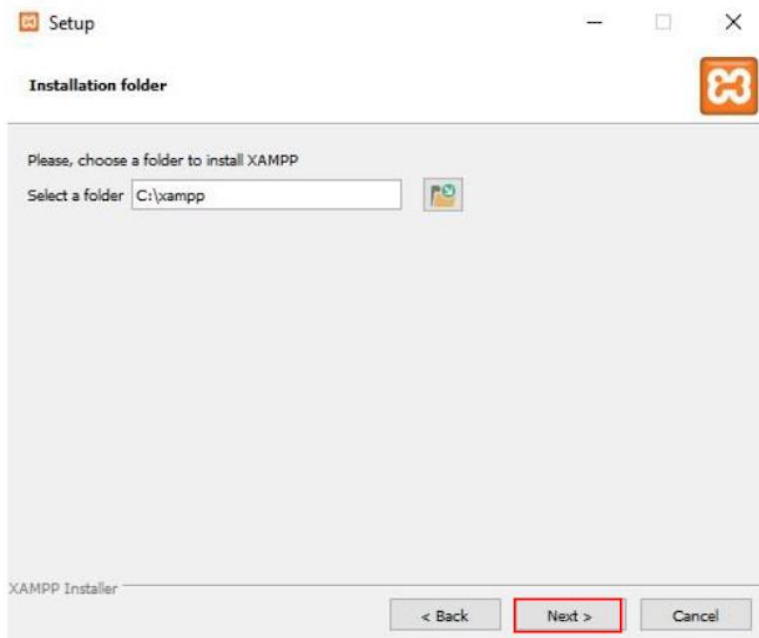 Setup
Installation folder
Please, choose a folder to install XAMPP
Select a folder C:\xampp
XAMPP Installer
< Back Next > Cancel